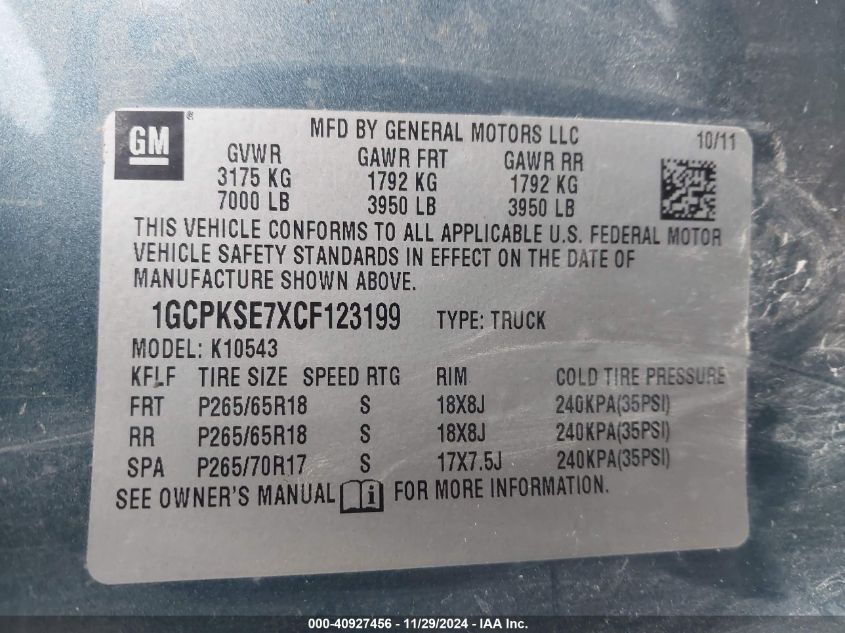 GM ®
MFD BY GENERAL MOTORS LLC 10/11
GVWR GAWR FRT GAWR RR
3175 KG 1792 KG 1792 KG
7000 LB 3950 LB 3950 LB
THIS VEHICLE CONFORMS TO ALL APPLICABLE U.S. FEDERAL MOTOR
VEHICLE SAFETY STANDARDS IN EFFECT ON THE DATE OF
MANUFACTURE SHOWN ABOVE.
1GCPKSE7XCF123199 TYPE: TRUCK
MODEL: K10543
KFLF TIRE SIZE SPEED RTG RIM COLD TIRE PRESSURE
FRT P265/65R18 S 18X8J 240KPA(35PSI)
RR P265/65R18 S 18X8J 240KPA(35PSI)
SPA P265/70R17 S 17X7.5J 240KPA(35PSI)
SEE OWNER'S MANUAL i FOR MORE INFORMATION.
000-40927456 - 11/29/2024 - IAA Inc.